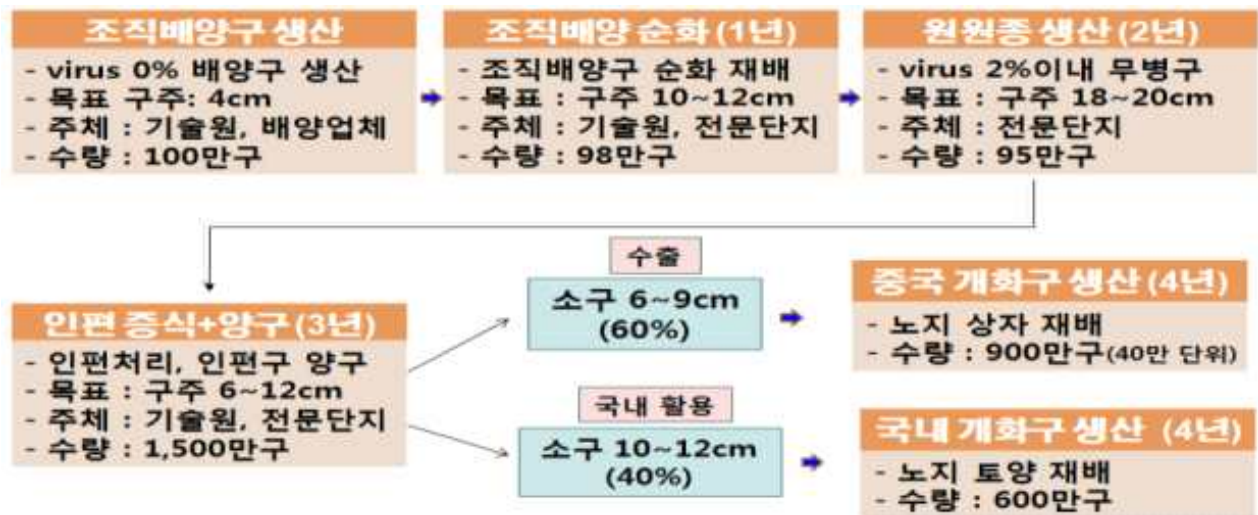 조직배양구 생산
- virus 0% 배양구 생산
- 목표 구주: 4cm
- 주체 : 기술원, 배양업체
- 수량 : 100만구
조직배양 순화 (1년)
- 조직배양구 순화 재배
- 목표 : 구주 10~12cm
- 주체 : 기술원, 전문단지
- 수량 : 98만구
원원종 생산 (2년)
- virus 2%이내 무병구
- 목표 : 구주 18~20cm
- 주체 : 전문단지
- 수량 : 95만구
인편 증식+양구 (3년)
- 인편처리, 인편구 양구
- 목표 : 구주 6~12cm
- 주체 : 기술원, 전문단지
- 수량 : 1,500만구
수출
소구 6~9cm
(60%)
중국 개화구 생산 (4년)
- 노지 상자 재배
- 수량 : 900만구(40만 단위)
국내 활용
소구 10~12cm
(40%)
국내 개화구 생산 (4년)
- 노지 토양 재배
- 수량 : 600만구